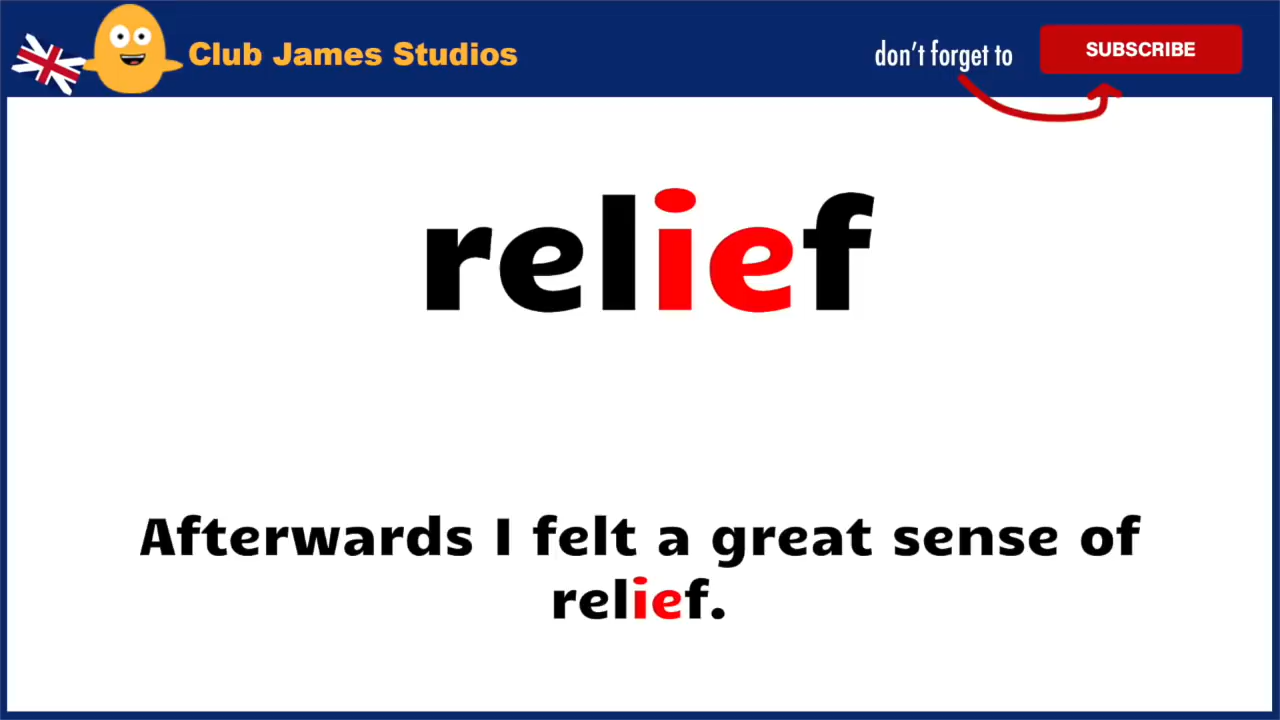 Club James Studios
don't forget to
SUBSCRIBE
relief
Afterwards I felt a great sense of
relief.